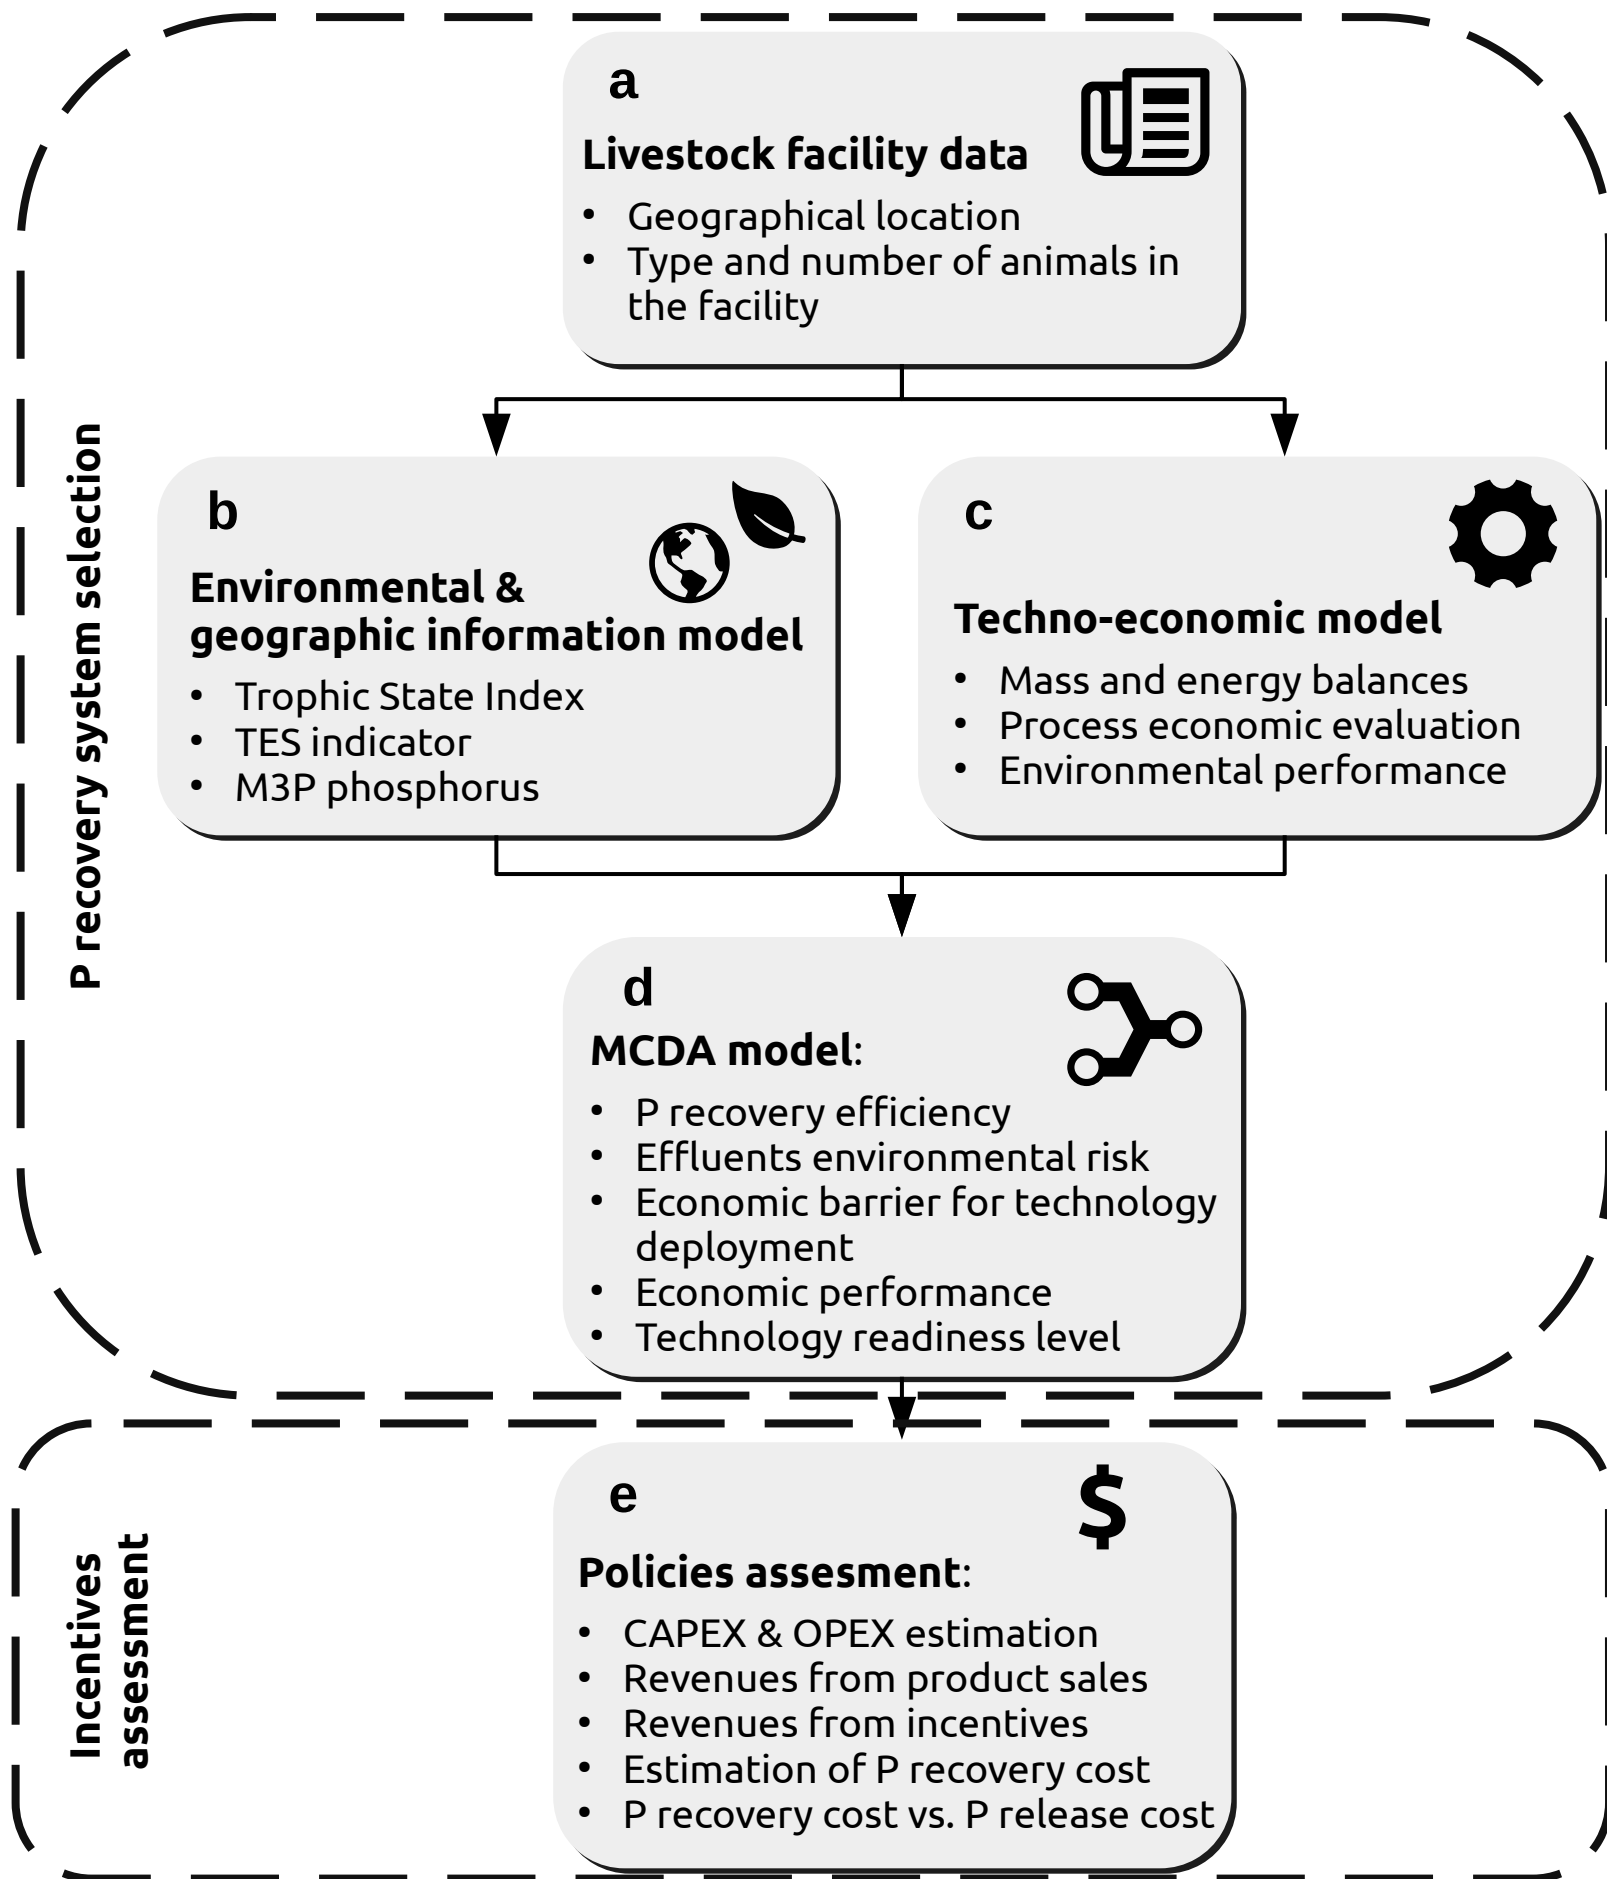 P recovery system selection
a
Livestock facility data
• Geographical location
• Type and number of animals in
the facility
b
Environmental &
geographic information model
• Trophic State Index
• TES indicator
• M3P phosphorus
c
Techno-economic model
• Mass and energy balances
• Process economic evaluation
• Environmental performance
d
MCDA model:
• P recovery efficiency
• Effluents environmental risk
• Economic barrier for technology
deployment
• Economic performance
• Technology readiness level
Incentives
assessment
e
$
Policies assesment:
• CAPEX & OPEX estimation
• Revenues from product sales
• Revenues from incentives
• Estimation of P recovery cost
• P recovery cost vs. P release cost